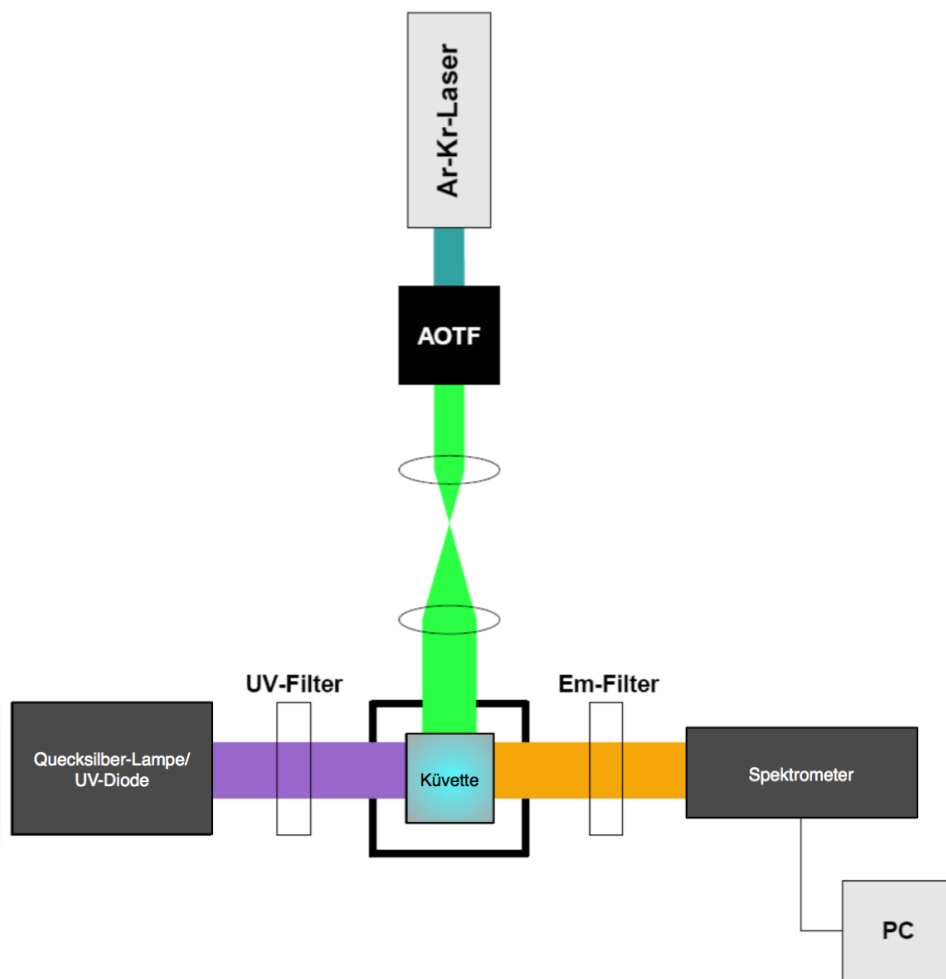 Ar-Kr-Laser
AOTF
UV-Filter
Em-Filter
Quecksilber-Lampe/
UV-Diode
Küvette
Spektrometer
PC